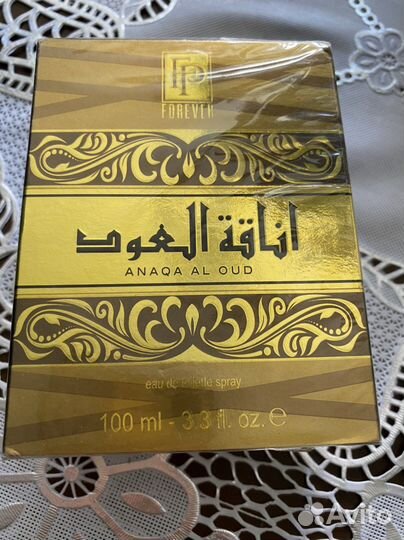 FP
FOREVER
اناقة العود
ANAQA AL OUD
eau de toilette spray
100 ml - 3.3 fl. oz. ℮
Avito